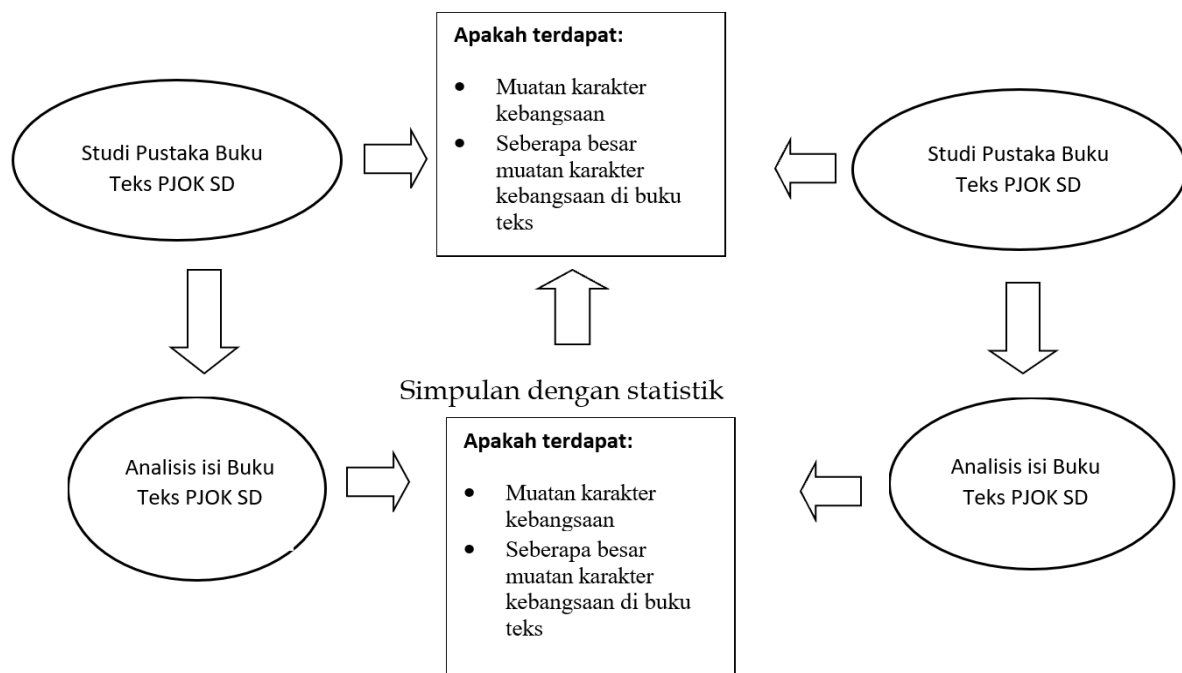 Apakah terdapat:
• Muatan karakter
kebangsaan
• Seberapa besar
muatan karakter
kebangsaan di buku
teks
Studi Pustaka Buku
Teks PJOK SD
Studi Pustaka Buku
Teks PJOK SD
Simpulan dengan statistik
Analisis isi Buku
Teks PJOK SD
Apakah terdapat:
• Muatan karakter
kebangsaan
• Seberapa besar
muatan karakter
kebangsaan di buku
teks
Analisis isi Buku
Teks PJOK SD